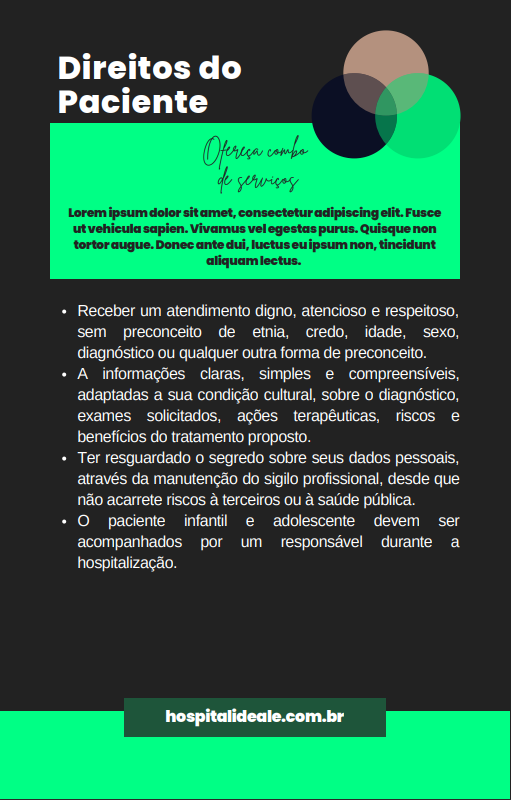 Direitos do
Paciente
Ofereça combo
de serviços
Lorem ipsum dolor sit amet, consectetur adipiscing elit. Fusce
ut vehicula sapien. Vivamus vel egestas purus. Quisque non
tortor augue. Donec ante dui, luctus eu ipsum non, tincidunt
aliquam lectus.
• Receber um atendimento digno, atencioso e respeitoso,
sem preconceito de etnia, credo, idade, sexo,
diagnóstico ou qualquer outra forma de preconceito.
• A informações claras, simples e compreensíveis,
adaptadas a sua condição cultural, sobre o diagnóstico,
exames solicitados, ações terapêuticas, riscos e
benefícios do tratamento proposto.
• Ter resguardado o segredo sobre seus dados pessoais,
através da manutenção do sigilo profissional, desde que
não acarrete riscos à terceiros ou à saúde pública.
• O paciente infantil e adolescente devem ser
acompanhados por um responsável durante a
hospitalização.
hospitalideale.com.br